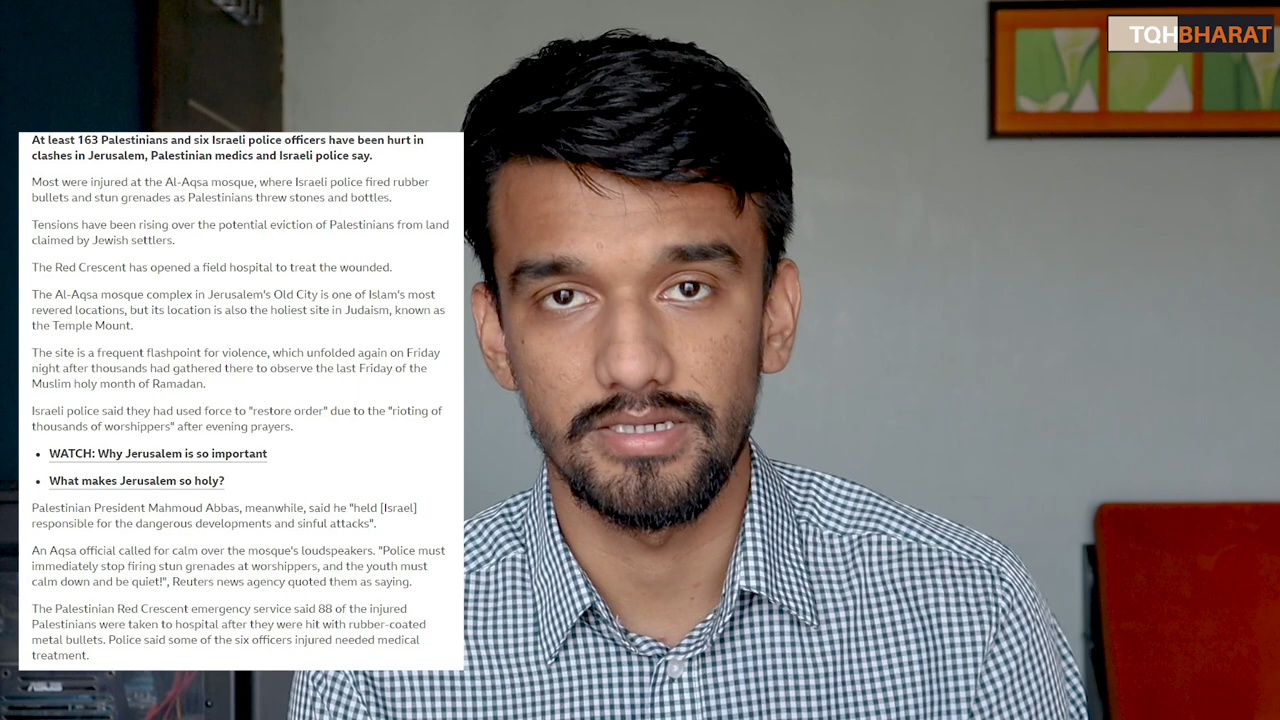 TQHBHARAT
At least 163 Palestinians and six Israeli police officers have been hurt in
clashes in Jerusalem, Palestinian medics and Israeli police say.
Most were injured at the Al-Aqsa mosque, where Israeli police fired rubber
bullets and stun grenades as Palestinians threw stones and bottles.
Tensions have been rising over the potential eviction of Palestinians from land
claimed by Jewish settlers.
The Red Crescent has opened a field hospital to treat the wounded.
The Al-Aqsa mosque complex in Jerusalem's Old City is one of Islam's most
revered locations, but its location is also the holiest site in Judaism, known as
the Temple Mount.
The site is a frequent flashpoint for violence, which unfolded again on Friday
night after thousands had gathered there to observe the last Friday of the
Muslim holy month of Ramadan.
Israeli police said they had used force to "restore order" due to the "rioting of
thousands of worshippers" after evening prayers.
• WATCH: Why Jerusalem is so important
• What makes Jerusalem so holy?
Palestinian President Mahmoud Abbas, meanwhile, said he "held [Israel]
responsible for the dangerous developments and sinful attacks".
An Aqsa official called for calm over the mosque's loudspeakers. "Police must
immediately stop firing stun grenades at worshippers, and the youth must
calm down and be quiet!", Reuters news agency quoted them as saying.
The Palestinian Red Crescent emergency service said 88 of the injured
Palestinians were taken to hospital after they were hit with rubber-coated
metal bullets. Police said some of the six officers injured needed medical
treatment.